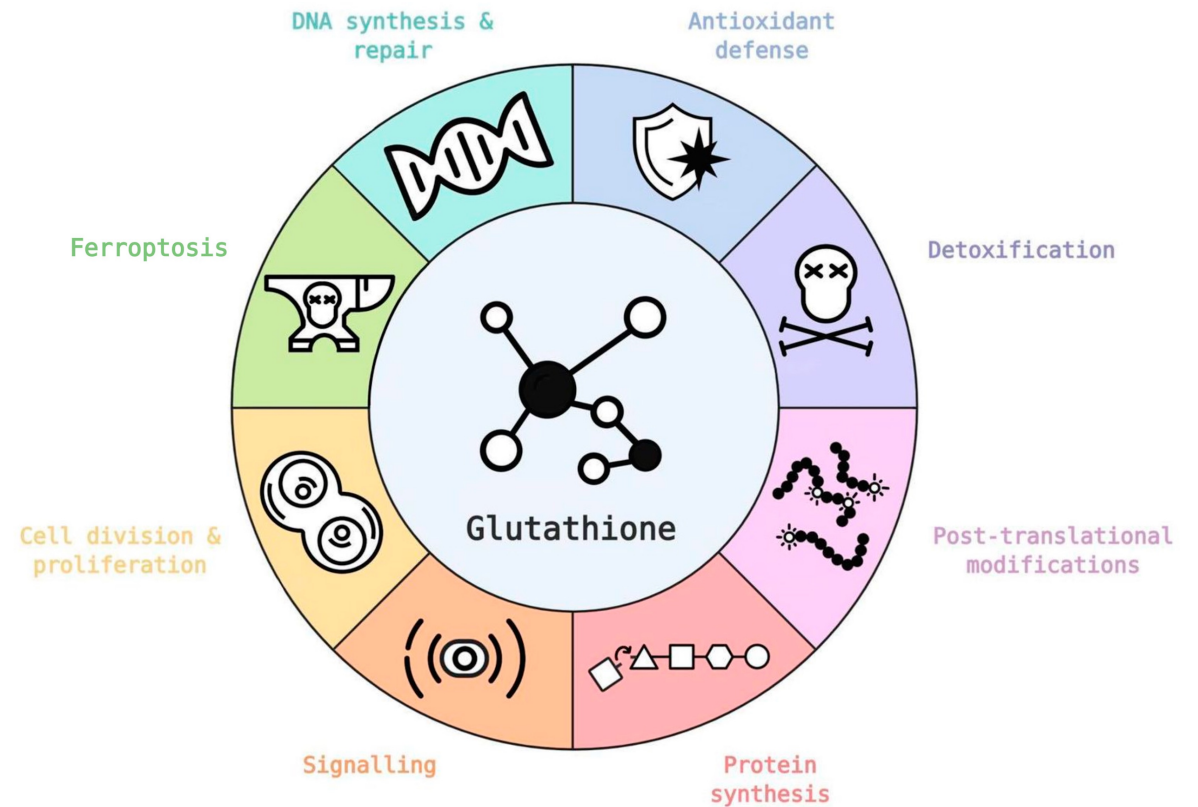 DNA synthesis &
repair
Antioxidant
defense
Ferroptosis
Detoxification
Glutathione
Cell division &
proliferation
Post-translational
modifications
Signalling
Protein
synthesis